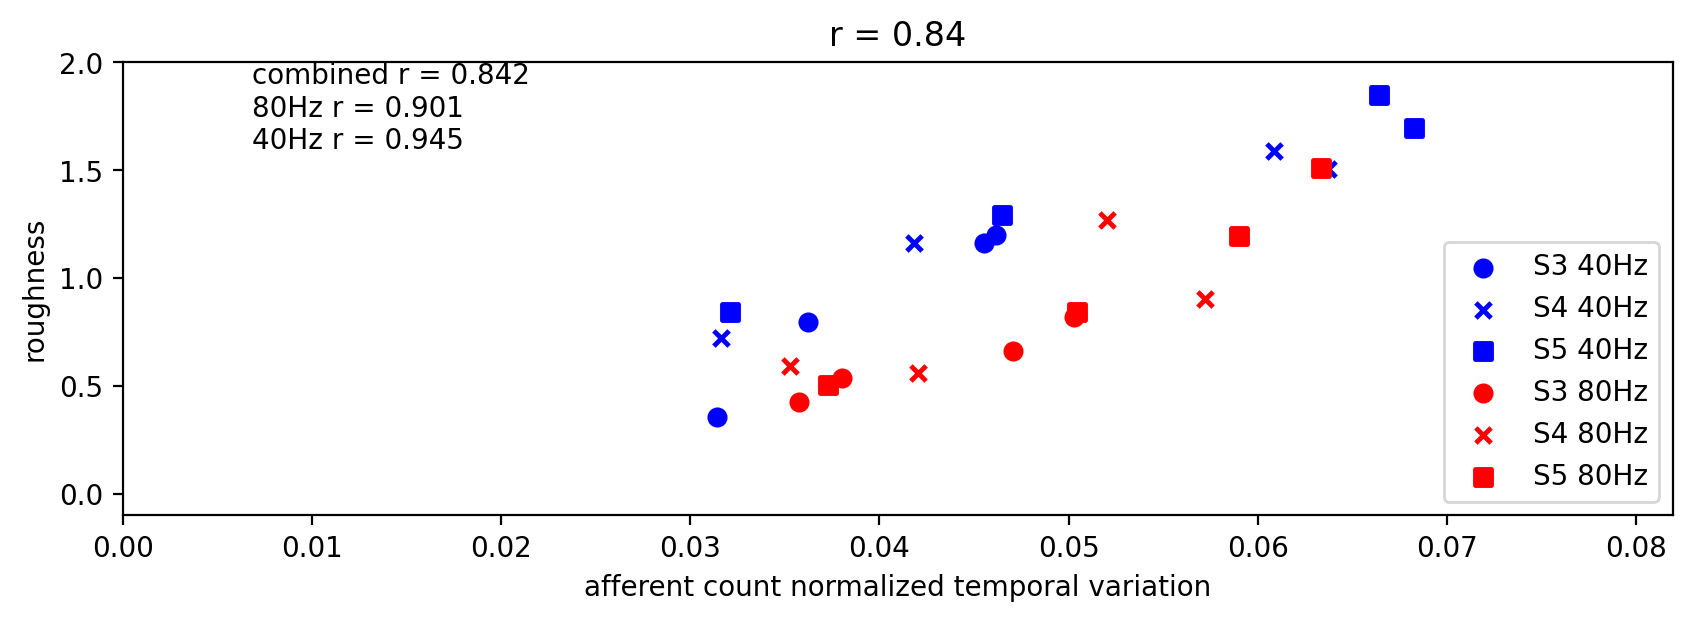 r = 0.84
combined r = 0.842
80Hz r = 0.901
40Hz r = 0.945
2.0
1.5
1.0
0.5
0.0
roughness
S3 40Hz
S4 40Hz
S5 40Hz
S3 80Hz
S4 80Hz
S5 80Hz
0.00 0.01 0.02 0.03 0.04 0.05 0.06 0.07 0.08
afferent count normalized temporal variation